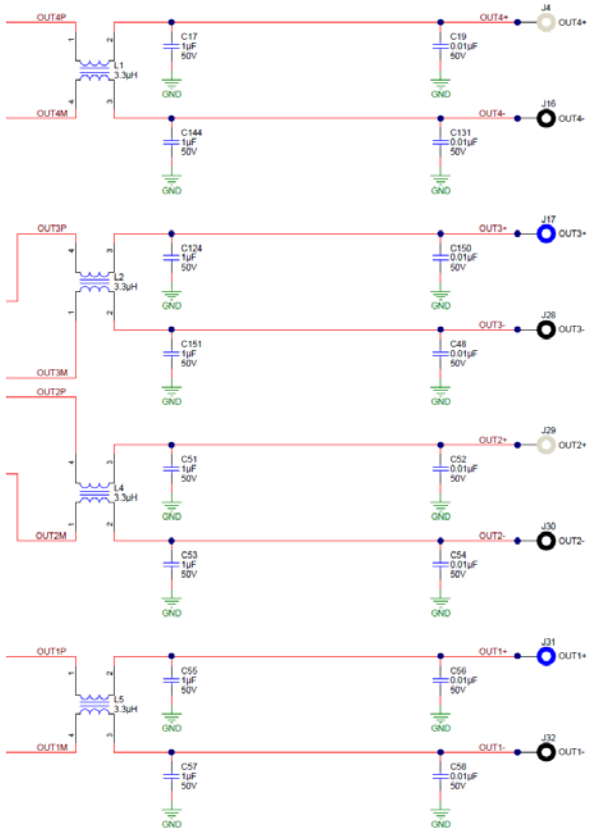 OUT4P
1
2
L1
3.3µH
4
3
OUT4M
C17
1µF
50V
GND
C19
0.01µF
50V
GND
OUT4+
J4
OUT4+
C144
1µF
50V
GND
C131
0.01µF
50V
GND
OUT4-
J16
OUT4-
OUT3P
4
3
L2
3.3µH
1
2
OUT3M
C124
1µF
50V
GND
C150
0.01µF
50V
GND
OUT3+
J17
OUT3+
C151
1µF
50V
GND
C48
0.01µF
50V
GND
OUT3-
J28
OUT3-
OUT2P
4
3
L4
3.3µH
1
2
OUT2M
C51
1µF
50V
GND
C52
0.01µF
50V
GND
OUT2+
J29
OUT2+
C53
1µF
50V
GND
C54
0.01µF
50V
GND
OUT2-
J30
OUT2-
OUT1P
1
2
L5
3.3µH
4
3
OUT1M
C55
1µF
50V
GND
C56
0.01µF
50V
GND
OUT1+
J31
OUT1+
C57
1µF
50V
GND
C58
0.01µF
50V
GND
OUT1-
J32
OUT1-